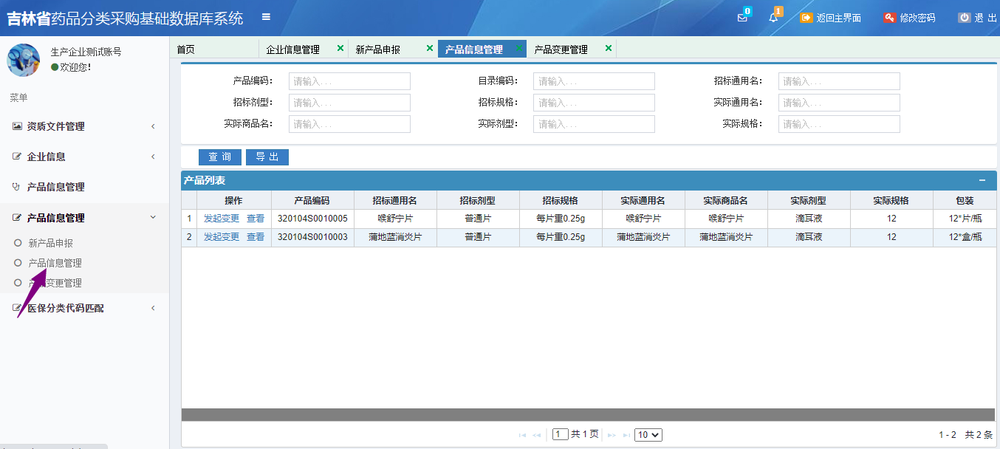 吉林省药品分类采购基础数据库系统
0
1
返回主界面
修改密码
退 出
生产企业测试账号
欢迎您!
菜单
资质文件管理
企业信息
产品信息管理
产品信息管理
新产品申报
产品信息管理
变更管理
医保分类代码匹配
首页 企业信息管理 新产品申报 产品信息管理 产品变更管理
产品编码: 请输入... 目录编码: 请输入... 招标通用名: 请输入...
招标剂型: 请输入... 招标规格: 请输入... 实际通用名: 请输入...
实际商品名: 请输入... 实际剂型: 请输入... 实际规格: 请输入...
查 询 导 出
产品列表
操作 产品编码 招标通用名 招标剂型 招标规格 实际通用名 实际商品名 实际剂型 实际规格 包装
1 发起变更 查看 320104S0010005 喉舒宁片 普通片 每片重0.25g 喉舒宁片 喉舒宁片 滴耳液 12 12*片/瓶
2 发起变更 查看 320104S0010003 蒲地蓝消炎片 普通片 每片重0.25g 蒲地蓝消炎片 蒲地蓝消炎片 滴耳液 12 12*盒/瓶
1 共 1 页 10 1 - 2 共 2 条